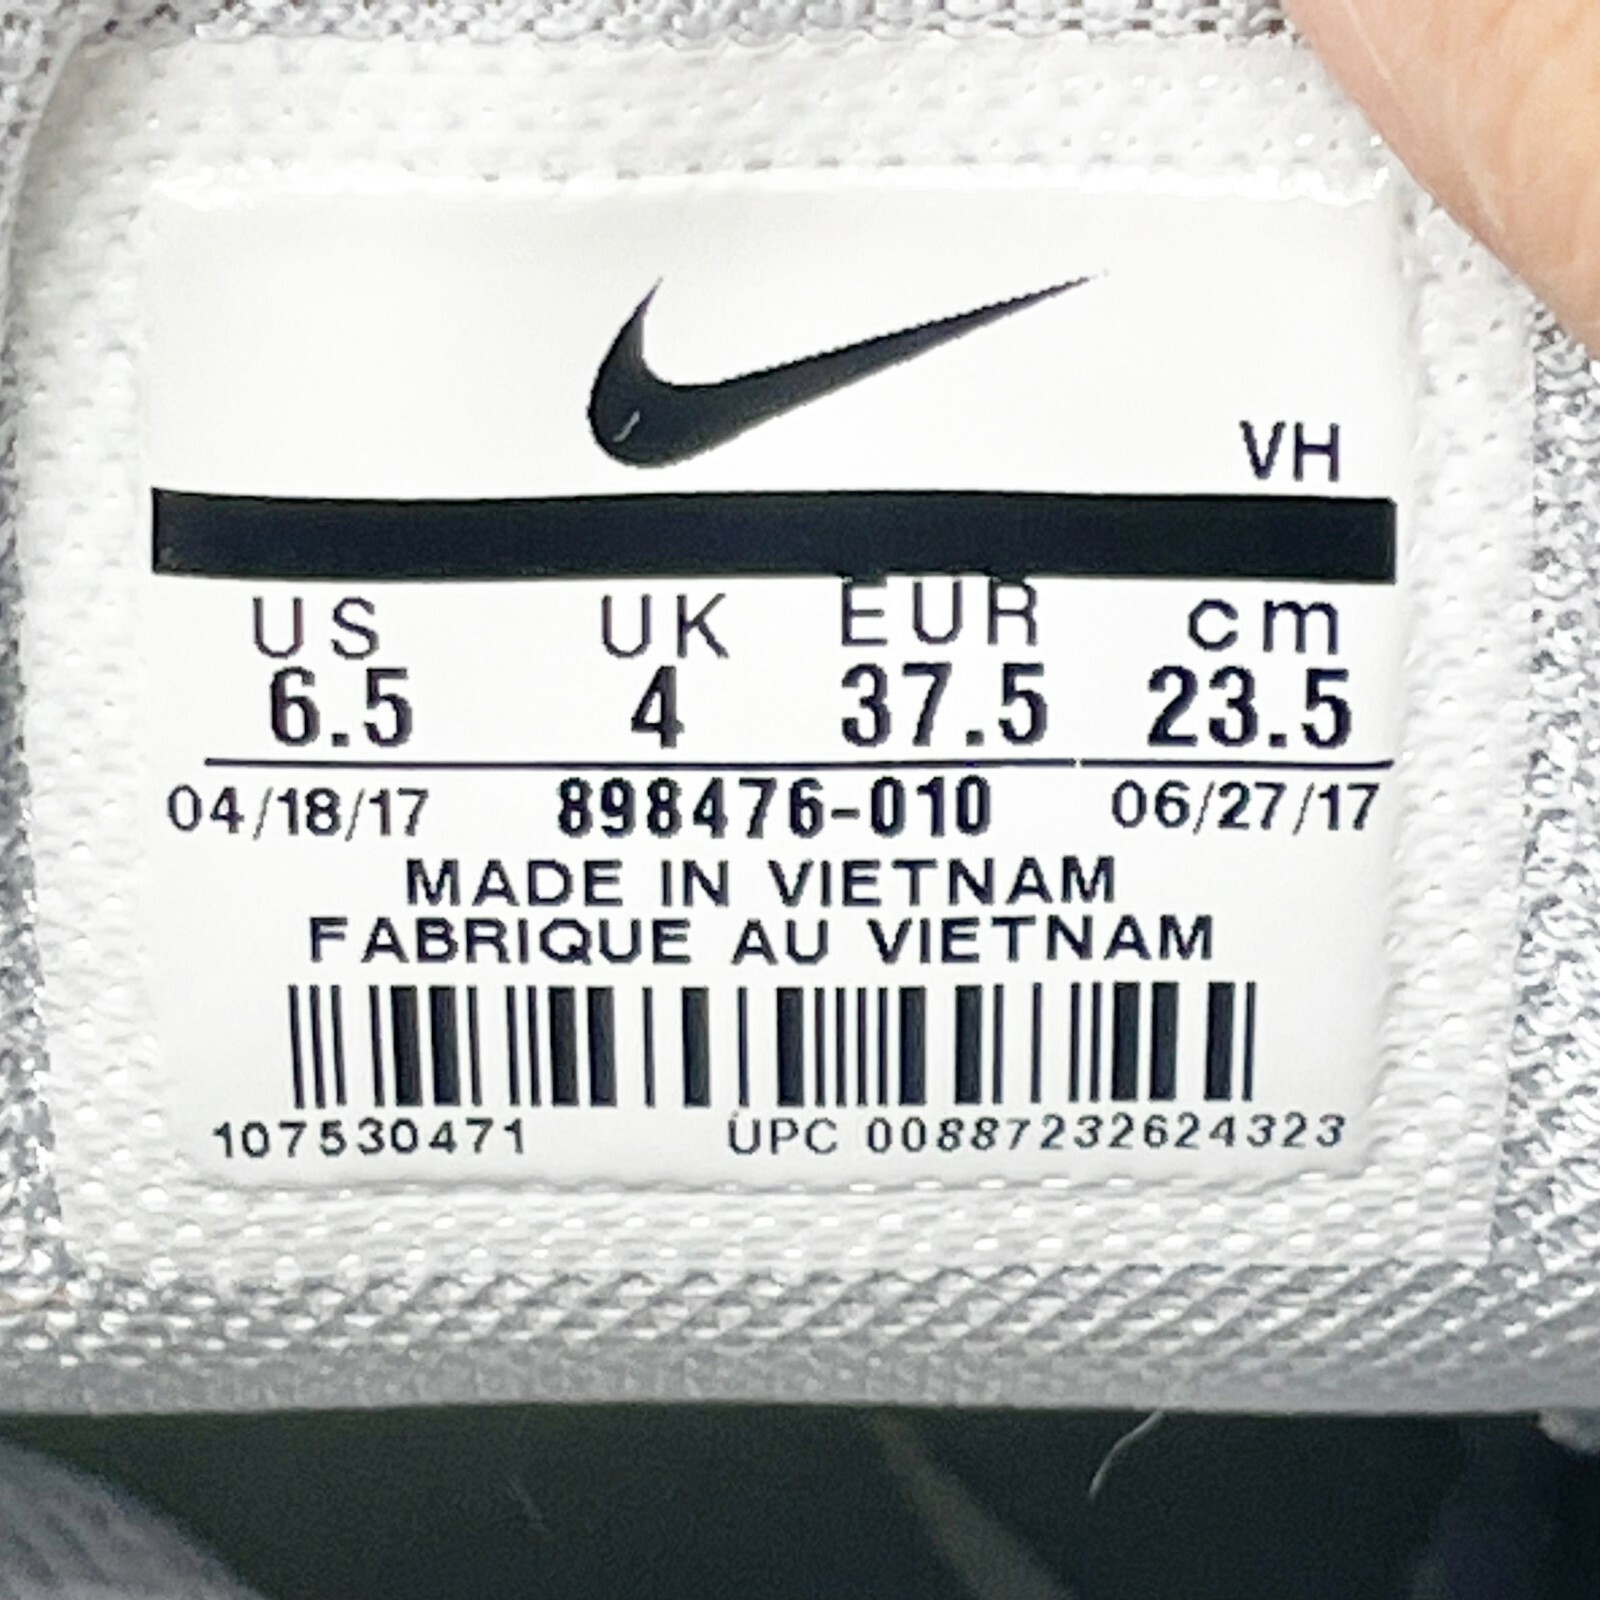 VH
US UK EUR cm
6.5 4 37.5 23.5
04/18/17 898476-010 06/27/17
MADE IN VIETNAM
FABRIQUE AU VIETNAM
107530471 UPC 00887232624323